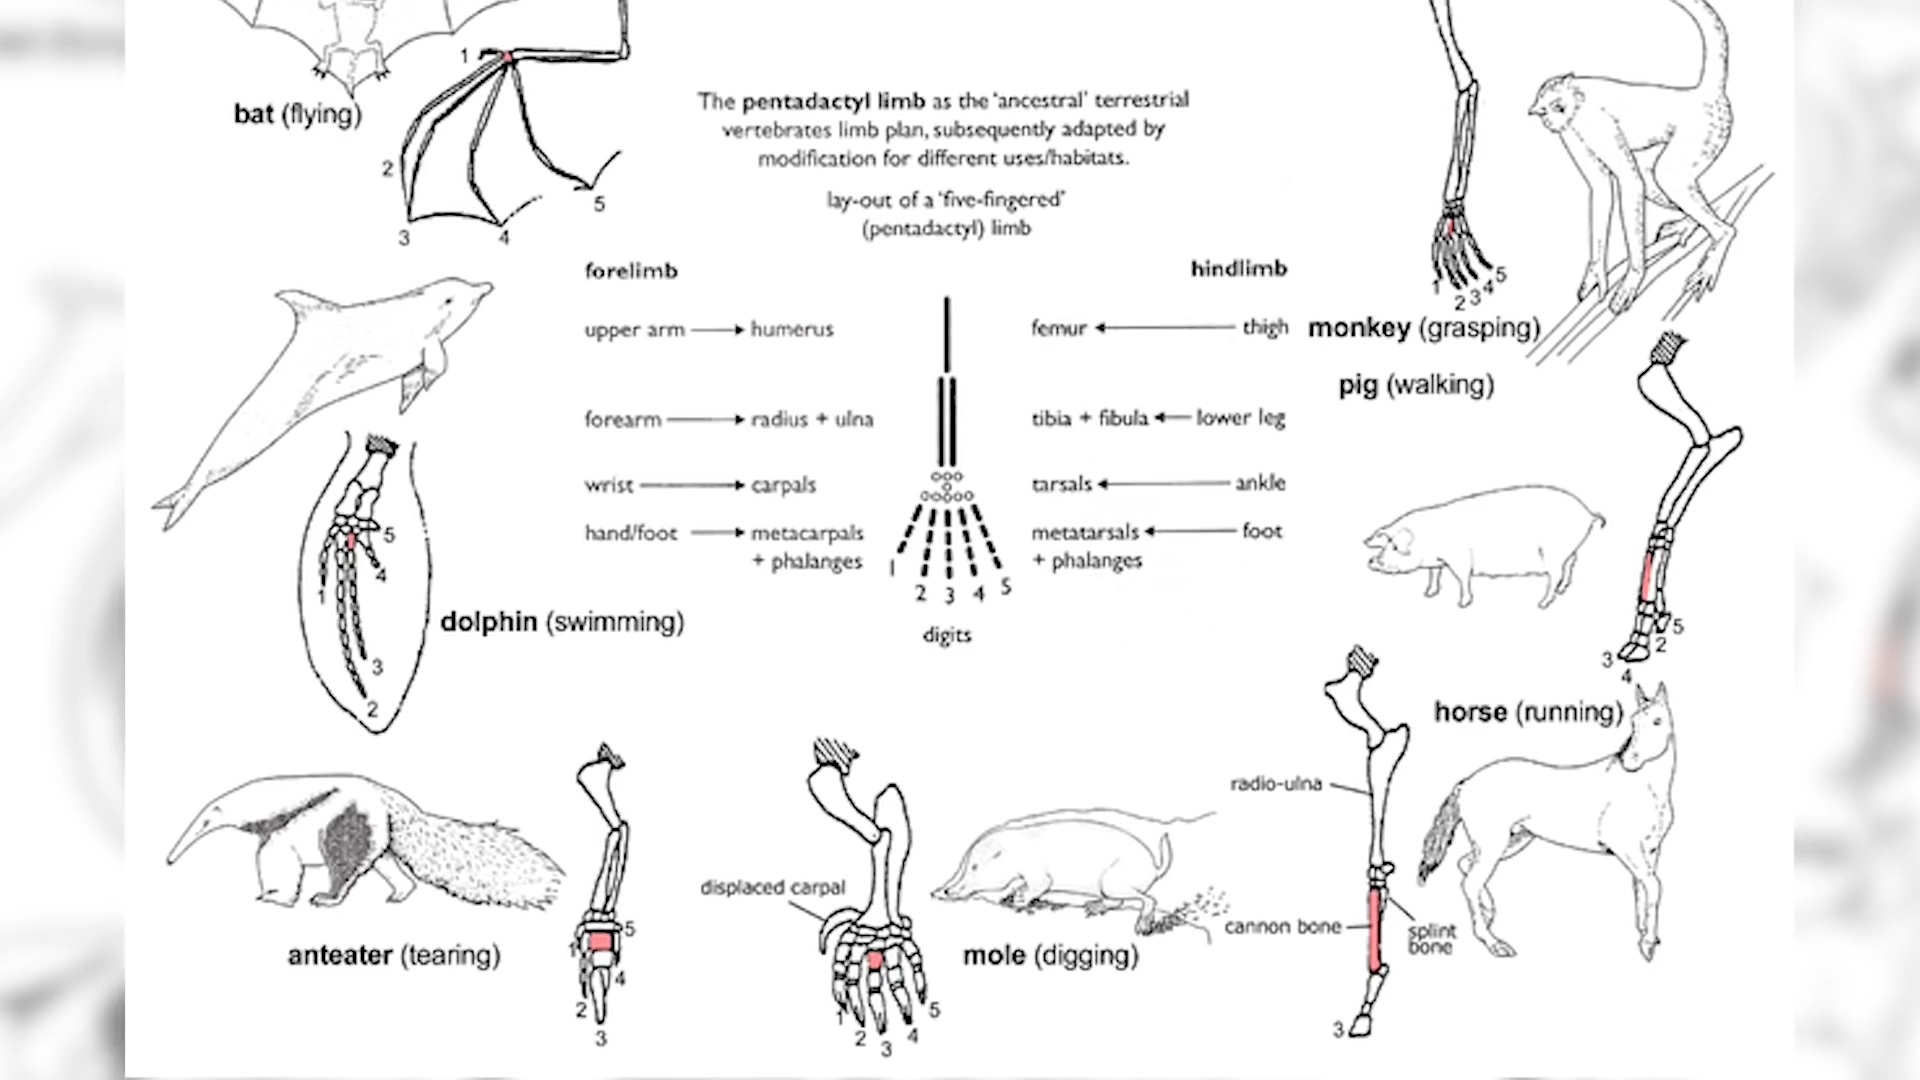 The pentadactyl limb as the 'ancestral' terrestrial
vertebrates limb plan, subsequently adapted by
modification for different uses/habitats.
lay-out of a 'five-fingered'
(pentadactyl) limb
bat (flying)
1
2
3
4
5
forelimb
upper arm
humerus
forearm
radius + ulna
wrist
carpals
hand/foot
metacarpals
+ phalanges
hindlimb
femur
thigh
tibia + fibula
lower leg
tarsals
ankle
metatarsals
foot
+ phalanges
1
2
3
4
5
digits
1
2
3
4
5
monkey (grasping)
pig (walking)
5
2
3
4
5
4
1
3
2
dolphin (swimming)
horse (running)
radio-ulna
cannon bone
splint
bone
3
anteater (tearing)
5
1
4
2
3
displaced carpal
mole (digging)
1
2
3
4
5